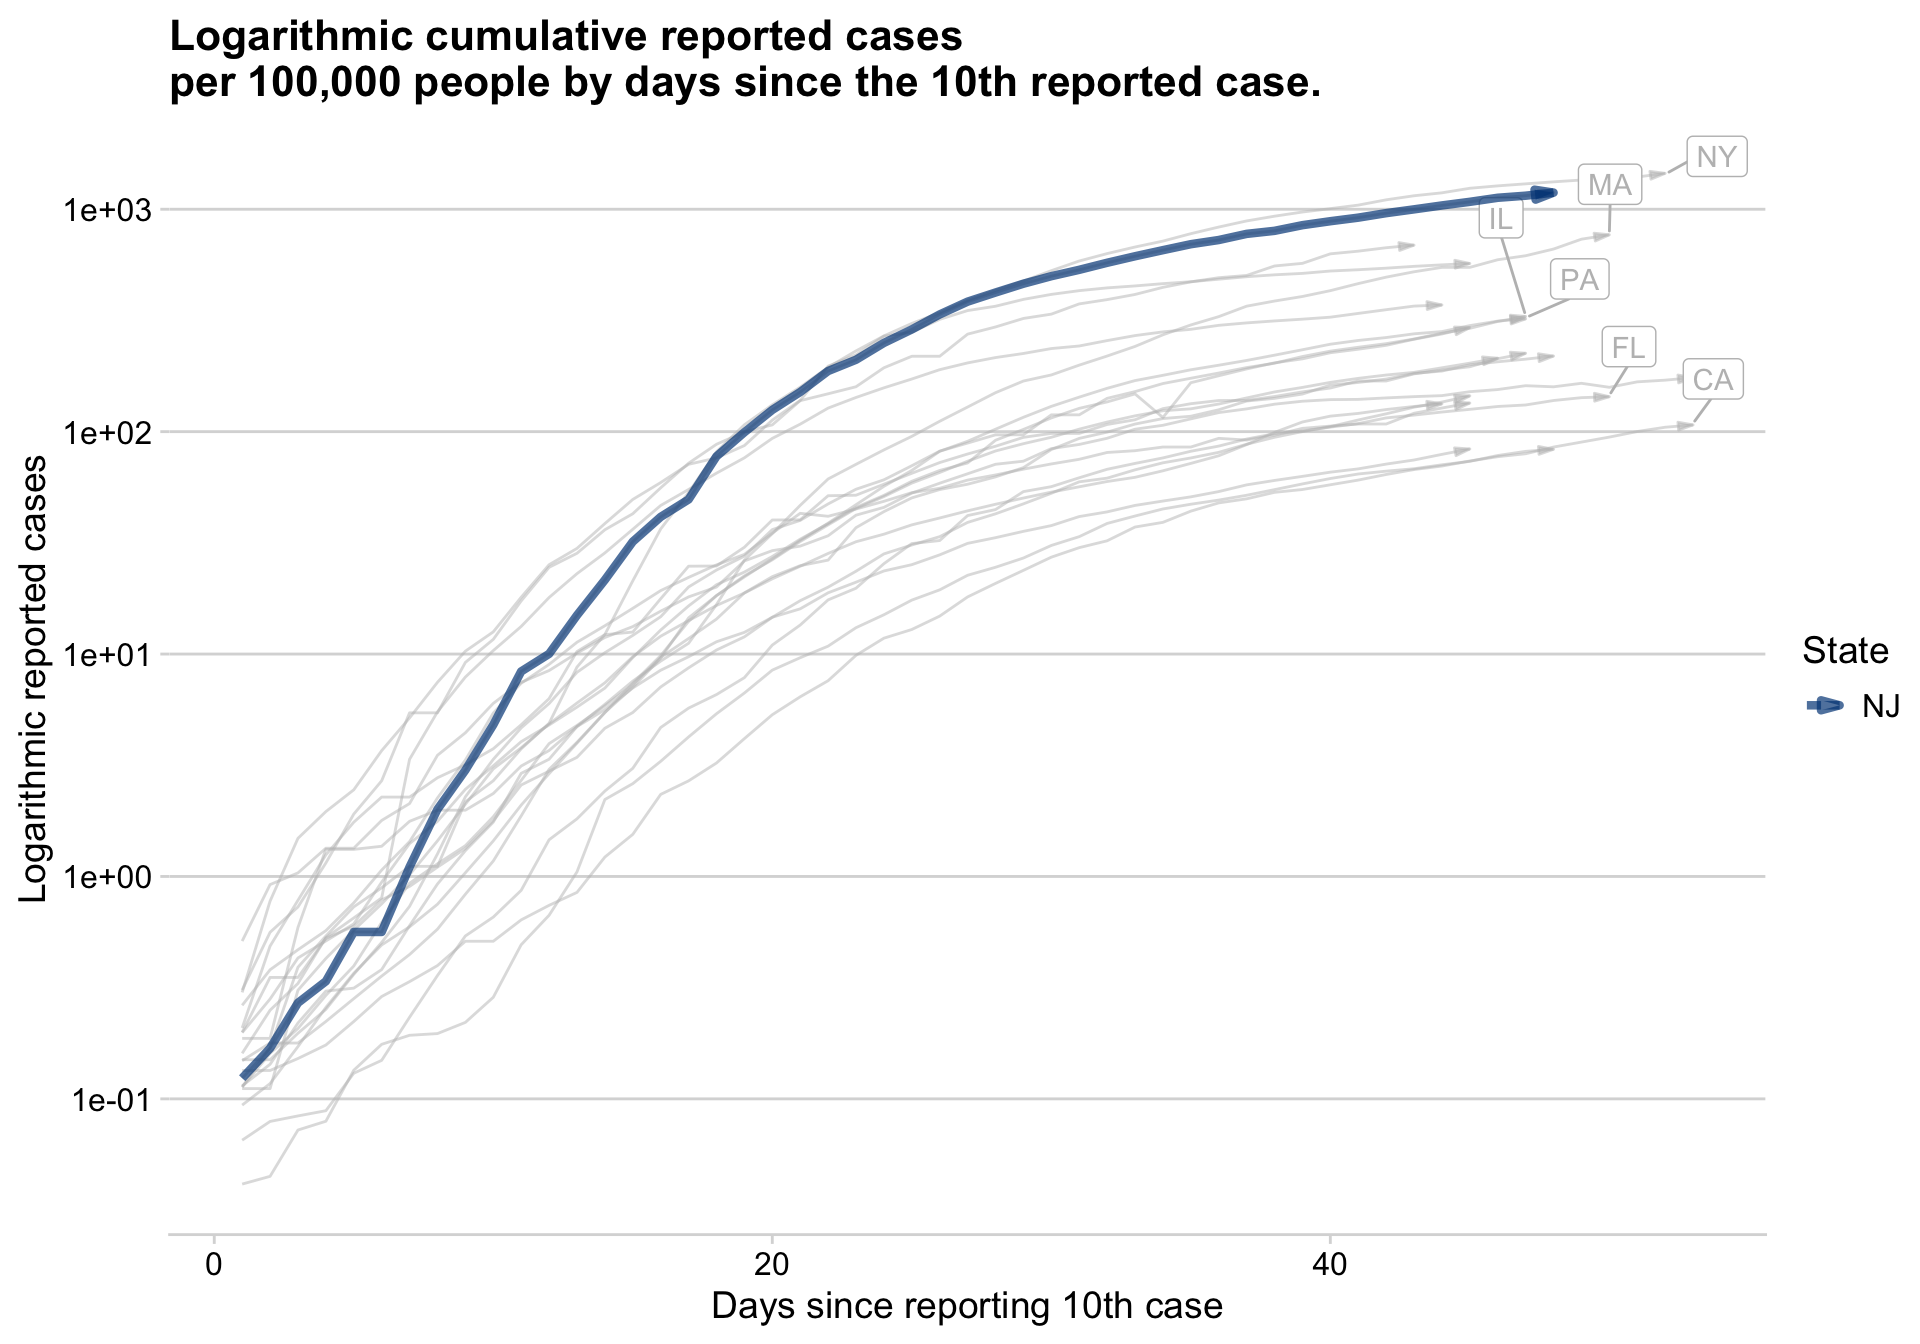 Logarithmic cumulative reported cases
per 100,000 people by days since the 10th reported case.
NY
MA
1e+03
IL
PA
FL
CA
1e+02
Logarithmic reported cases
1e+01
State
NJ
1e+00
1e-01
0
20
40
Days since reporting 10th case